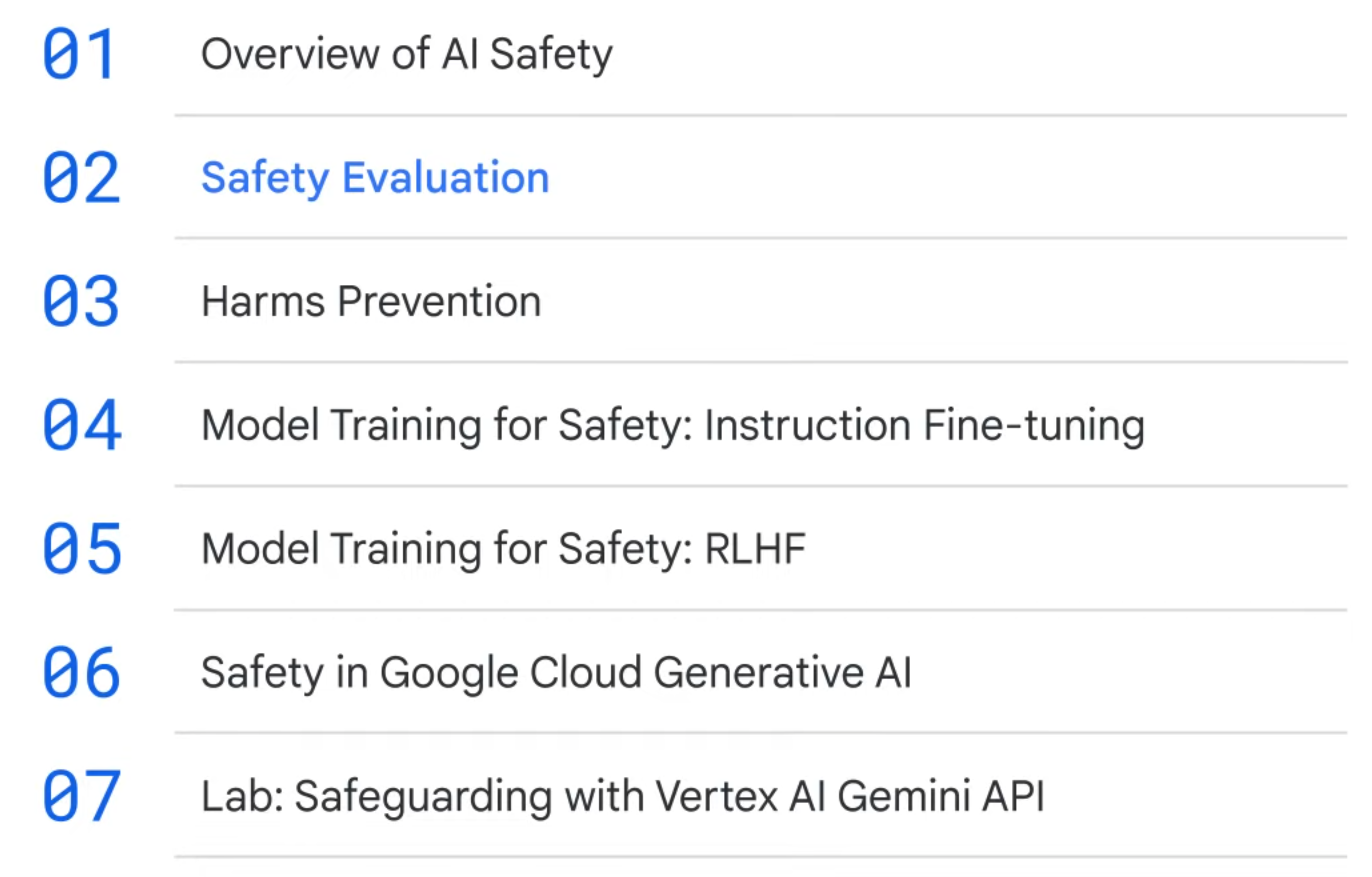 01 Overview of AI Safety
02 Safety Evaluation
03 Harms Prevention
04 Model Training for Safety: Instruction Fine-tuning
05 Model Training for Safety: RLHF
06 Safety in Google Cloud Generative AI
07 Lab: Safeguarding with Vertex AI Gemini API